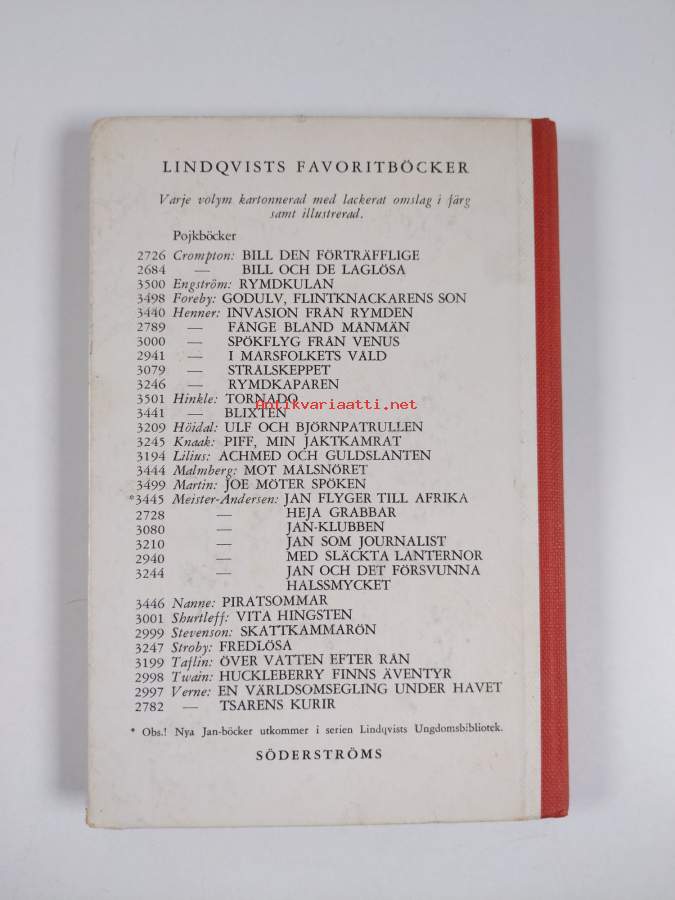 LINDQVISTS FAVORITBÖCKER
Varje volym kartonnerad med lackerat omslag i färg
samt illustrerad.
Pojkböcker
2726 Crompton: BILL DEN FÖRTRÄFFLIGE
2684 — BILL OCH DE LAGLÖSA
3500 Engström: RYMDKULAN
3498 Foreby: GODULV, FLINTKNACKARENS SON
3440 Henner: INVASION FRÅN RYMDEN
2789 — FÅNGE BLAND MÅNMÄN
3000 — SPÖKFLYG FRÅN VENUS
2941 — I MARSFOLKETS VÅLD
3079 — STRÅLSKEPPET
3246 — RYMDKAPAREN
3501 Hinkle: TORNADO
Antikvariaatti.net
3441 — BLIXTEN
3209 Höidal: ULF OCH BJÖRNPATRULLEN
3245 Knaak: PIFF, MIN JAKTKAMRAT
3194 Lilius: ACHMED OCH GULDSLANTEN
3444 Malmberg: MOT MÅLSNÖRET
3499 Martin: JOE MÖTER SPÖKEN
*3445 Meister-Andersen: JAN FLYGER TILL AFRIKA
2728 — HEJA GRABBAR
3080 — JAN-KLUBBEN
3210 — JAN SOM JOURNALIST
2940 — MED SLÄCKTA LANTERNOR
3244 — JAN OCH DET FÖRSVUNNA
HALSSMYCKET
3446 Nanne: PIRATSOMMAR
3001 Shurtleff: VITA HINGSTEN
2999 Stevenson: SKATTKAMMARÖN
3247 Stroby: FREDLÖSA
3199 Taflin: ÖVER VATTEN EFTER RÅN
2998 Twain: HUCKLEBERRY FINNS ÄVENTYR
2997 Verne: EN VÄRLDSOMSEGLING UNDER HAVET
2782 — TSARENS KURIR
* Obs.! Nya Jan-böcker utkommer i serien Lindqvists Ungdomsbibliotek.
SÖDERSTRÖMS